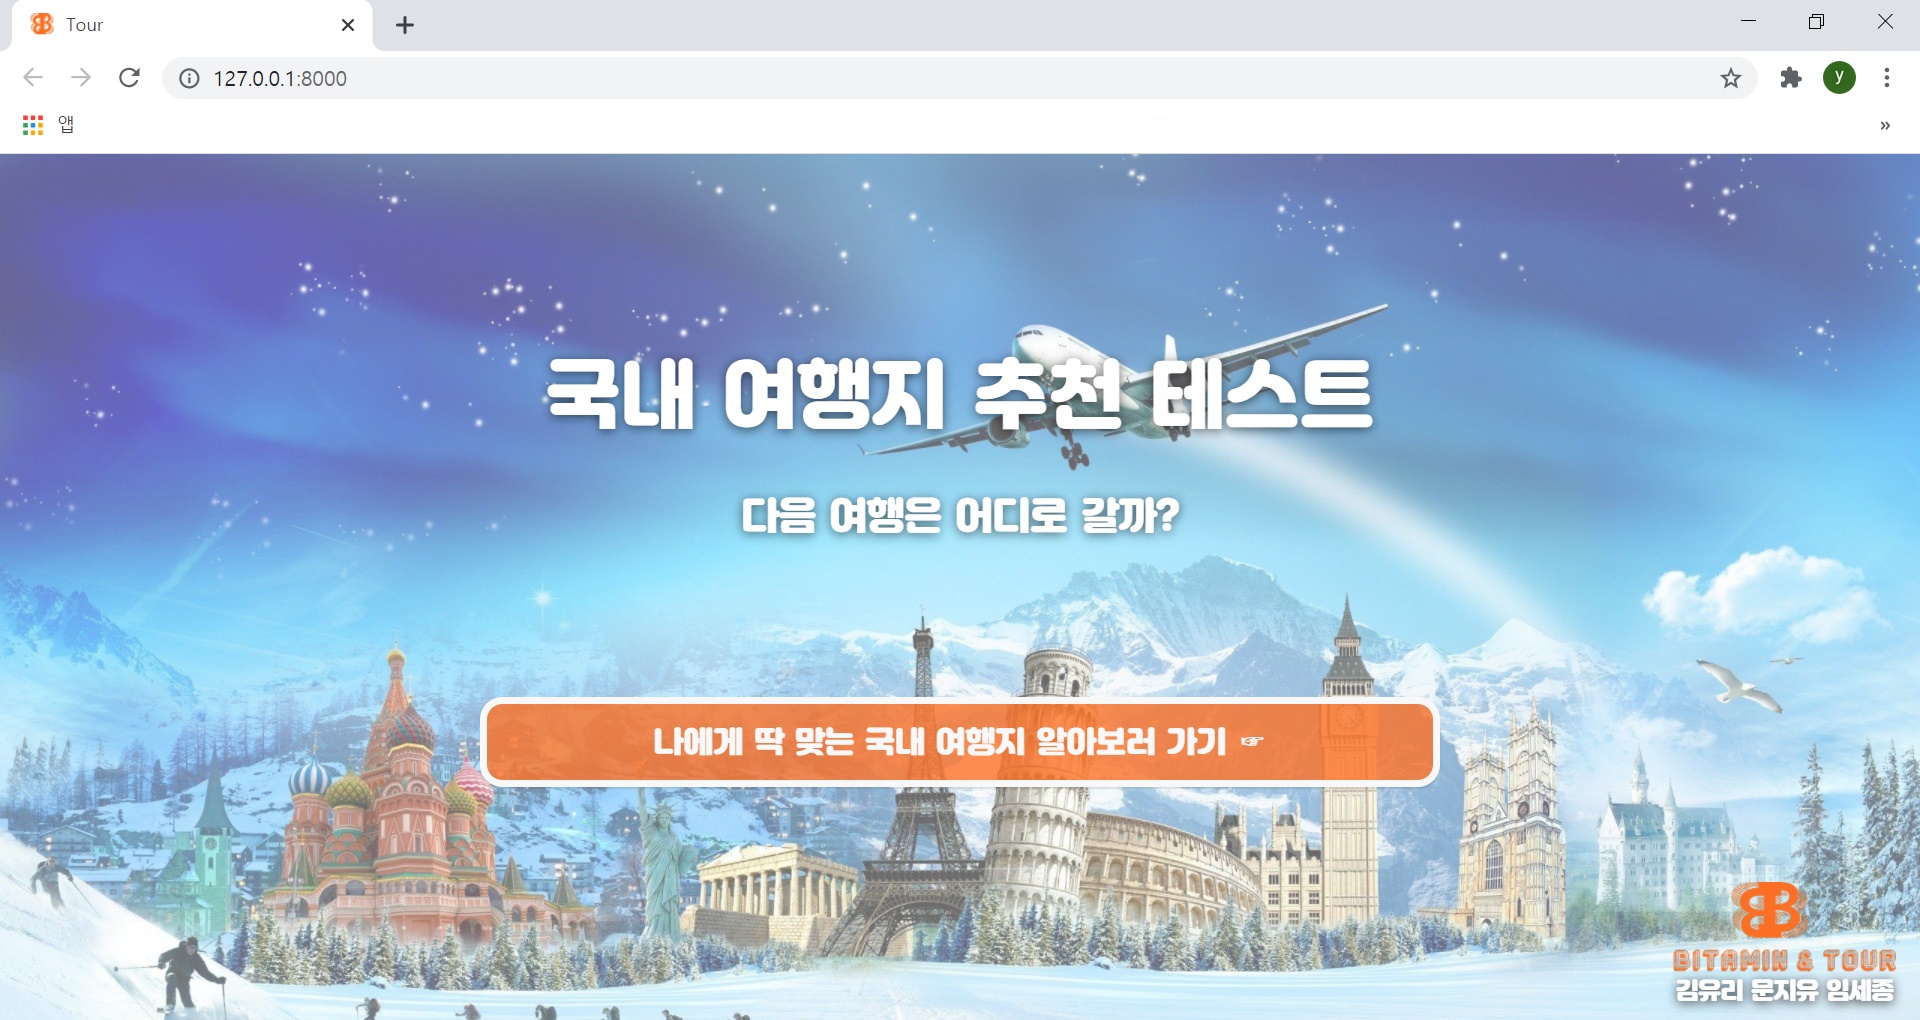 Tour
127.0.0.1:8000
앱
국내 여행지 추천 테스트
다음 여행은 어디로 갈까?
나에게 딱 맞는 국내 여행지 알아보러 가기 ☞
BITAMIN & TOUR
김유리 문지유 임세종